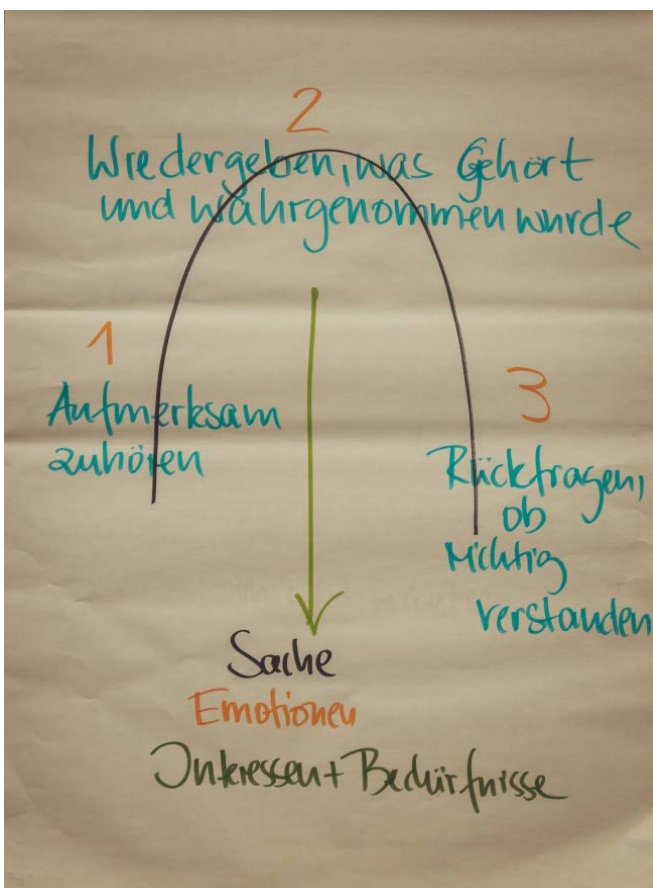 2
Wiedergeben, was Gehört
und wahrgenommen wurde
1
Aufmerksam
zuhören
3
Rückfragen,
ob
richtig
verstanden
Sache
Emotionen
Interessen + Bedürfnisse